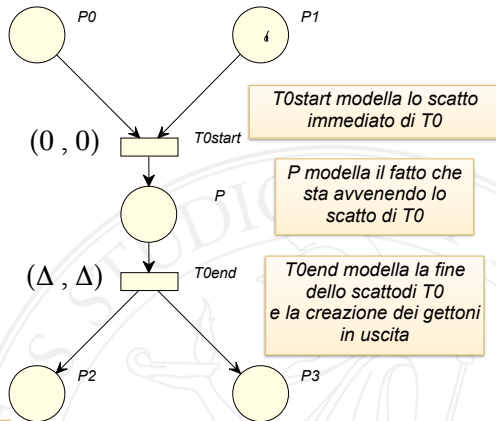 P0
P1
T0start modella lo scatto
immediato di T0
(0 , 0)
T0start
P modella il fatto che
sta avvenendo lo
scatto di T0
P
(Δ , Δ)
T0end
T0end modella la fine
dello scattodi T0
e la creazione dei gettoni
in uscita
P2
P3